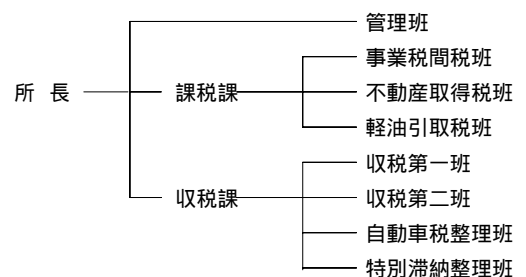 管理班
事業税間税班
所 長 課税課 不動産取得税班
軽油引取税班
収税第一班
収税課 収税第二班
自動車税整理班
特別滞納整理班